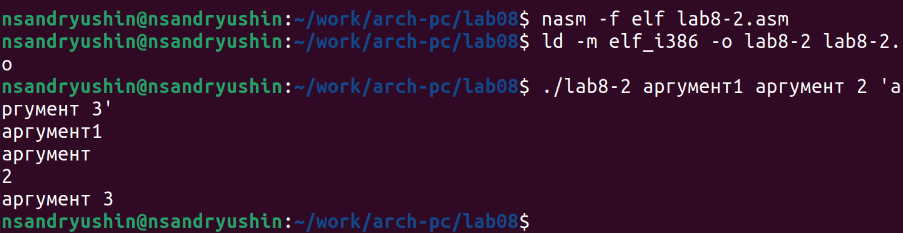 nsandryushin@nsandryushin:~/work/arch-pc/lab08$ nasm -f elf lab8-2.asm
nsandryushin@nsandryushin:~/work/arch-pc/lab08$ ld -m elf_i386 -o lab8-2 lab8-2.
o
nsandryushin@nsandryushin:~/work/arch-pc/lab08$ ./lab8-2 аргумент1 аргумент 2 'а
ргумент 3'
аргумент1
аргумент
2
аргумент 3
nsandryushin@nsandryushin:~/work/arch-pc/lab08$